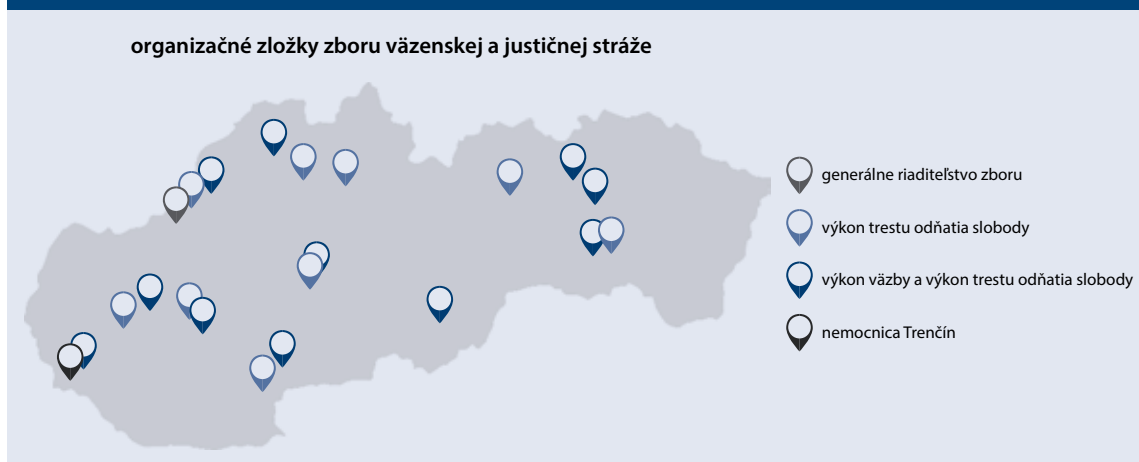 organizačné zložky zboru väzenskej a justičnej stráže
generálne riaditeľstvo zboru
výkon trestu odňatia slobody
výkon väzby a výkon trestu odňatia slobody
nemocnica Trenčín